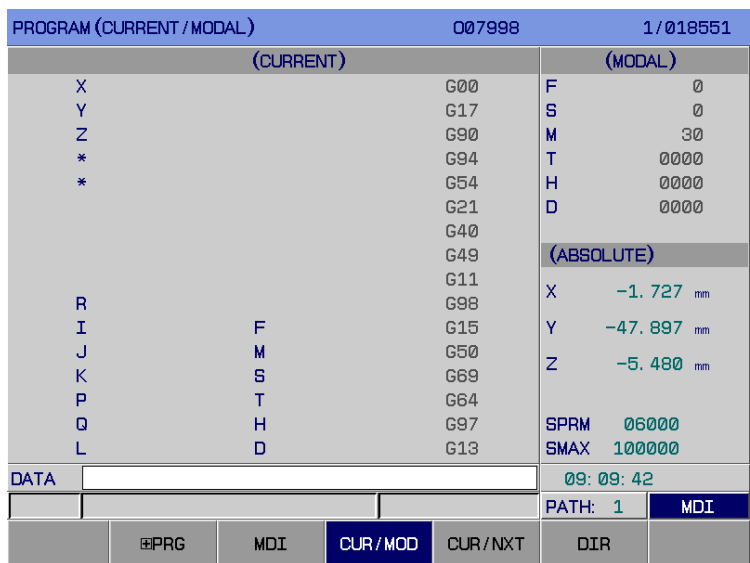 PROGRAM (CURRENT/MODAL) O07998 1/018551
(CURRENT) (MODAL)
X G00 F 0
Y G17 S 0
Z G90 M 30
* G94 T 0000
* G54 H 0000
G21 D 0000
G40
G49 (ABSOLUTE)
G11
R G98 X -1.727 mm
I F G15 Y -47.897 mm
J M G50
K S G69 Z -5.480 mm
P T G64
Q H G97 SPRM 06000
L D G13 SMAX 100000
DATA 09:09:42
PATH: 1 MDI
⊞PRG MDI CUR/MOD CUR/NXT DIR